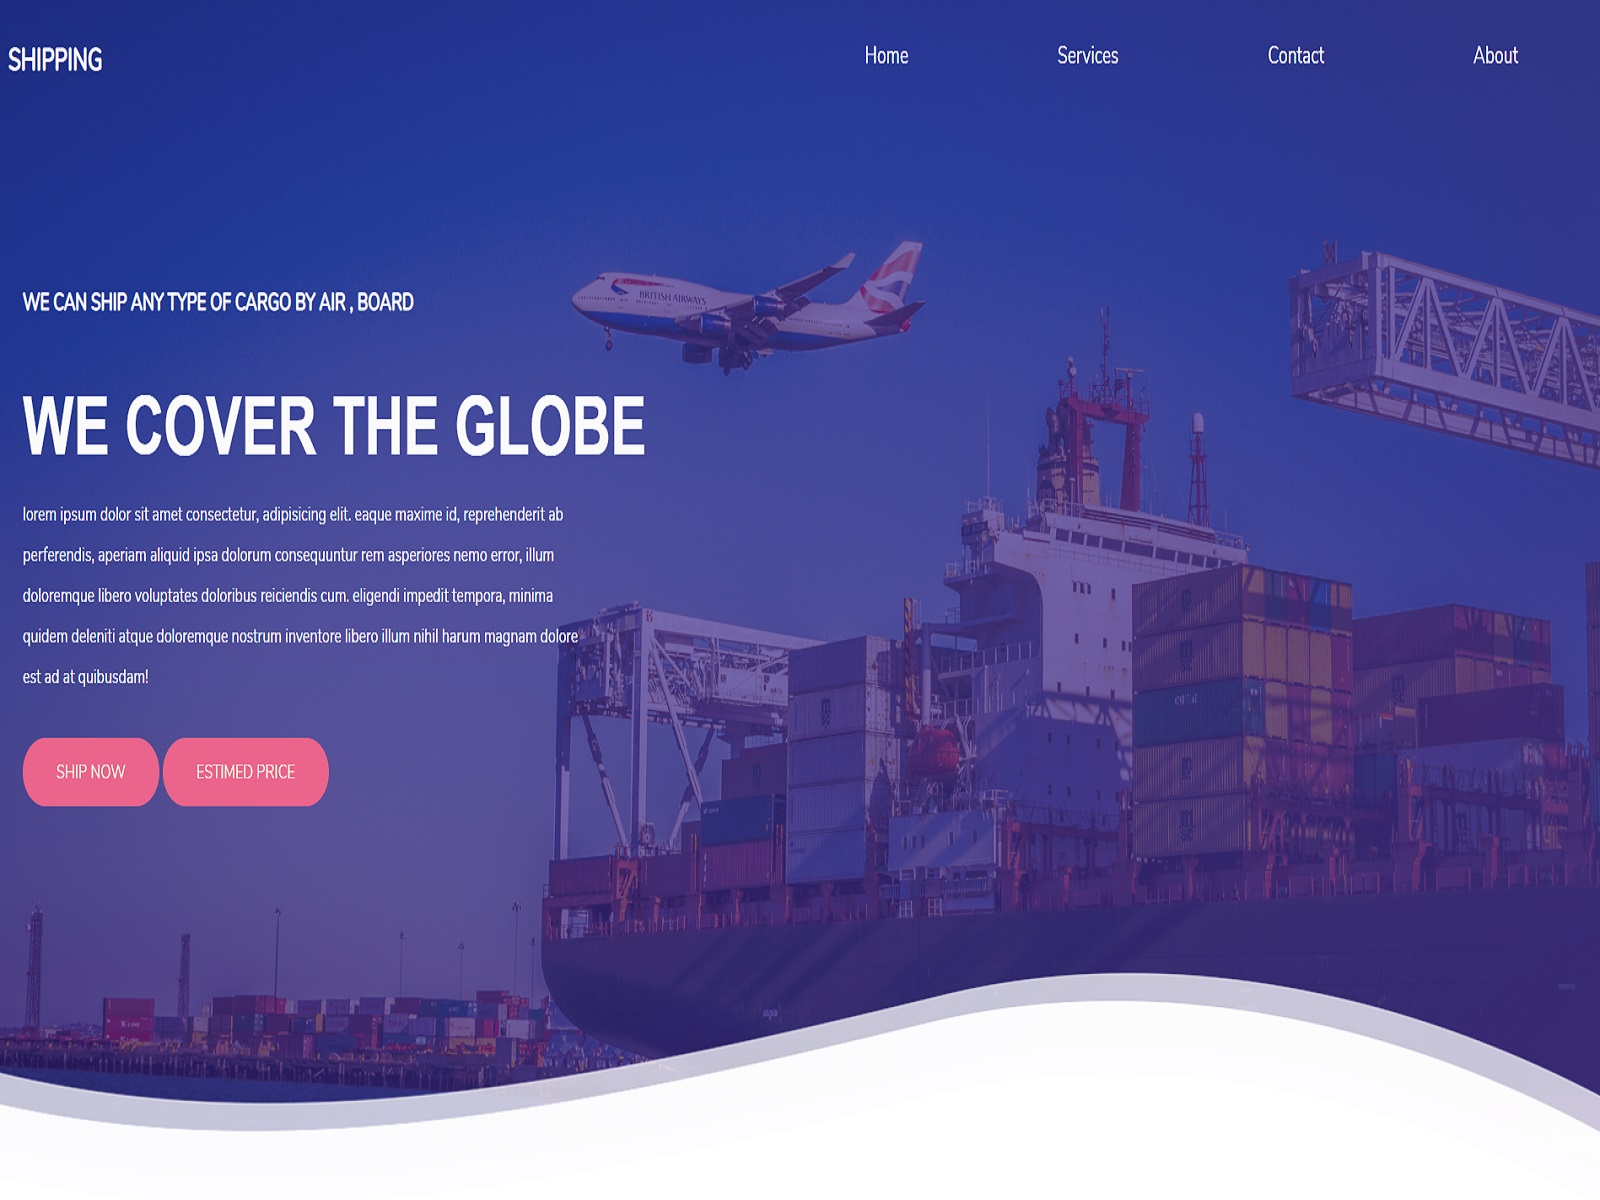 SHIPPING
Home Services Contact About
WE CAN SHIP ANY TYPE OF CARGO BY AIR , BOARD
BRITISH AIRWAYS
WE COVER THE GLOBE
lorem ipsum dolor sit amet consectetur, adipisicing elit. eaque maxime id, reprehenderit ab
perferendis, aperiam aliquid ipsa dolorum consequuntur rem asperiores nemo error, illum
doloremque libero voluptates doloribus reiciendis cum. eligendi impedit tempora, minima
quidem deleniti atque doloremque nostrum inventore libero illum nihil harum magnam dolore
est ad at quibusdam!
SHIP NOW ESTIMED PRICE